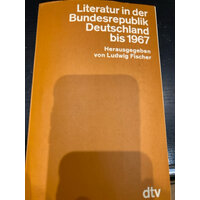 Literatur in der
Bundesrepublik
Deutschland
bis 1967
Herausgegeben
von Ludwig Fischer
dtv